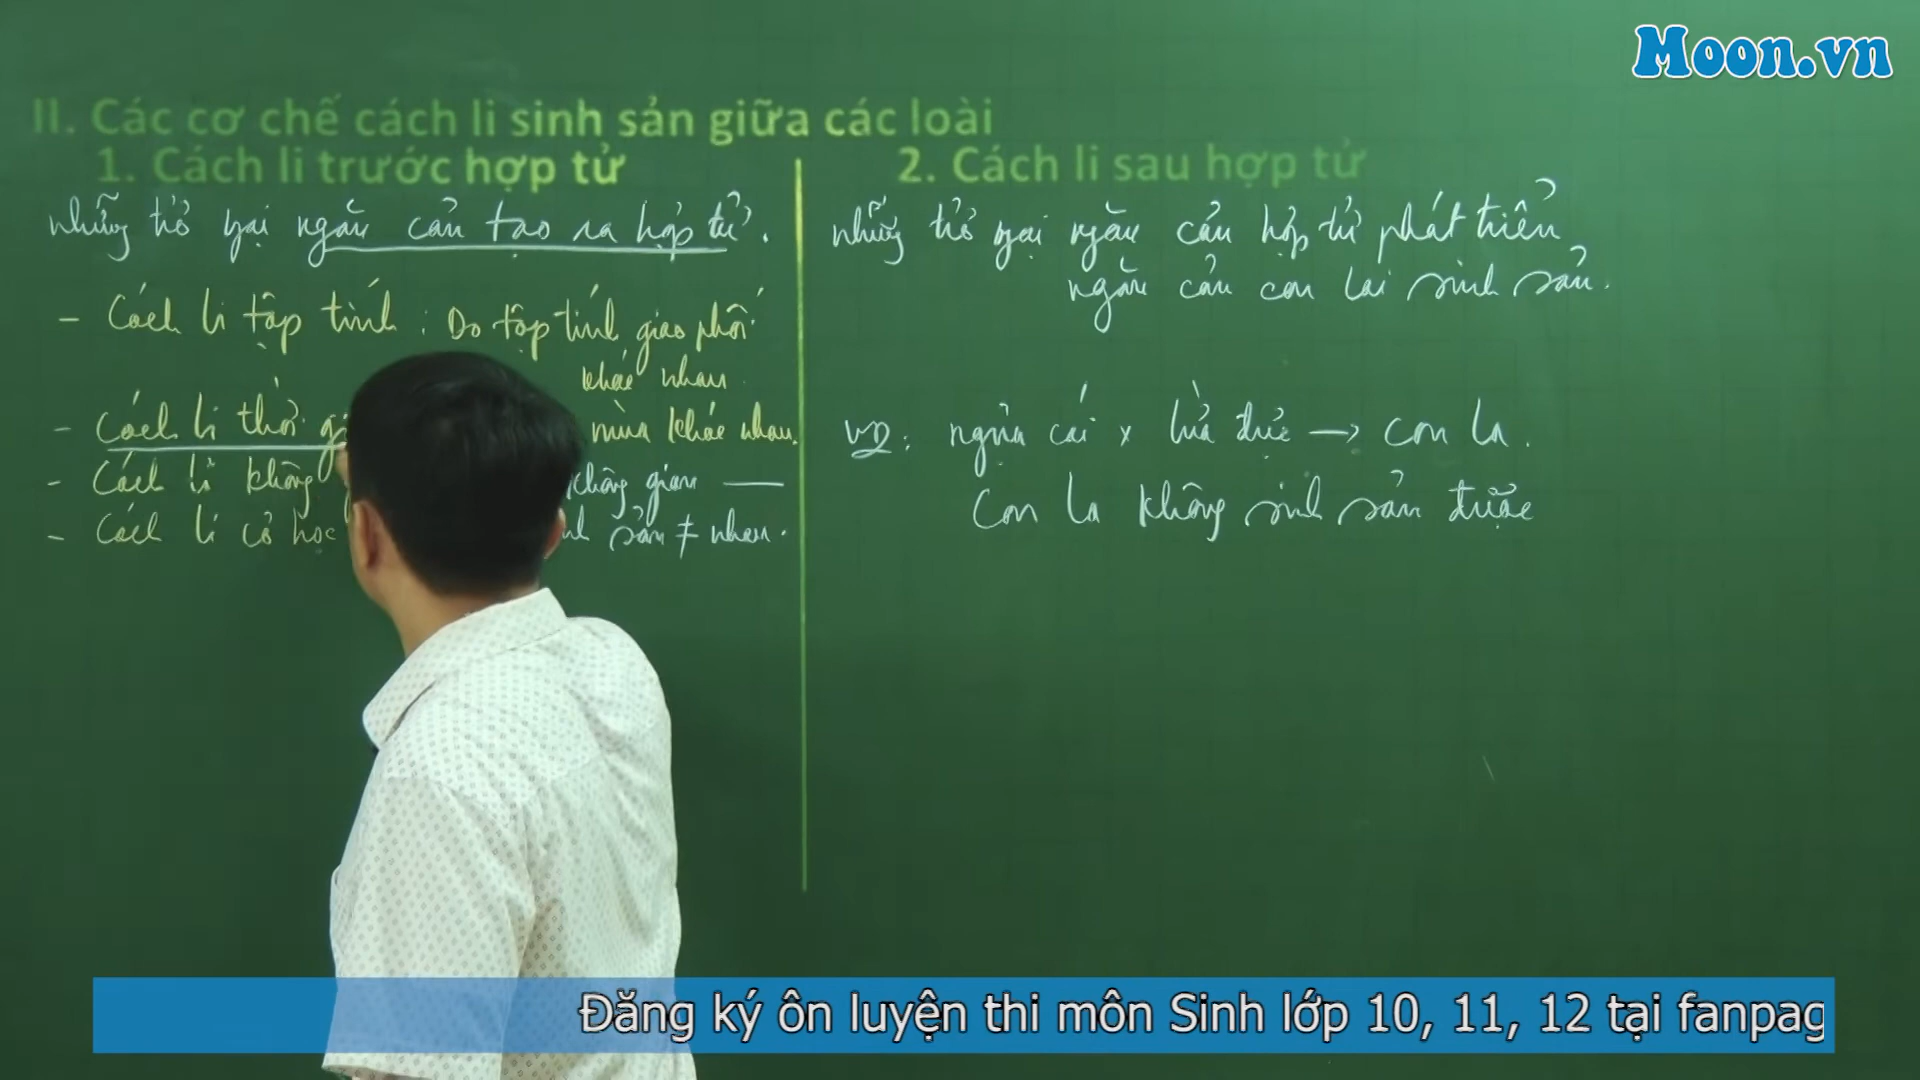 Moon.vn
II. Các cơ chế cách li sinh sản giữa các loài
1. Cách li trước hợp tử
những trở ngại ngăn cản tạo ra hợp tử.
- Cách li tập tính : Do tập tính giao phối
khác nhau
- Cách li thời gi mùa khác nhau.
- Cách li không không gian —
- Cách li cơ học sản ≠ nhau.
2. Cách li sau hợp tử
những trở ngại ngăn cản hợp tử phát triển
ngăn cản con lai sinh sản.
VD: ngựa cái x lừa đực → con la.
Con la không sinh sản được
Đăng ký ôn luyện thi môn Sinh lớp 10, 11, 12 tại fanpag